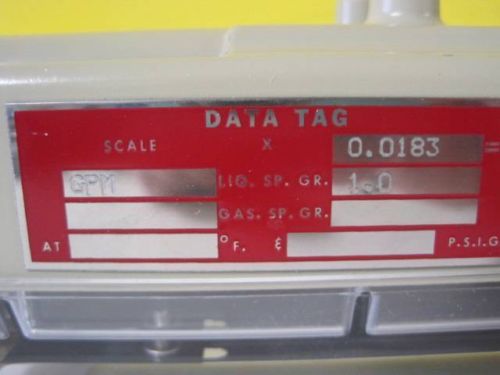 DATA TAG
SCALE X 0.0183
GPM LIQ. SP. GR. 1.0
GAS. SP. GR.
AT °F. & P.S.I.G